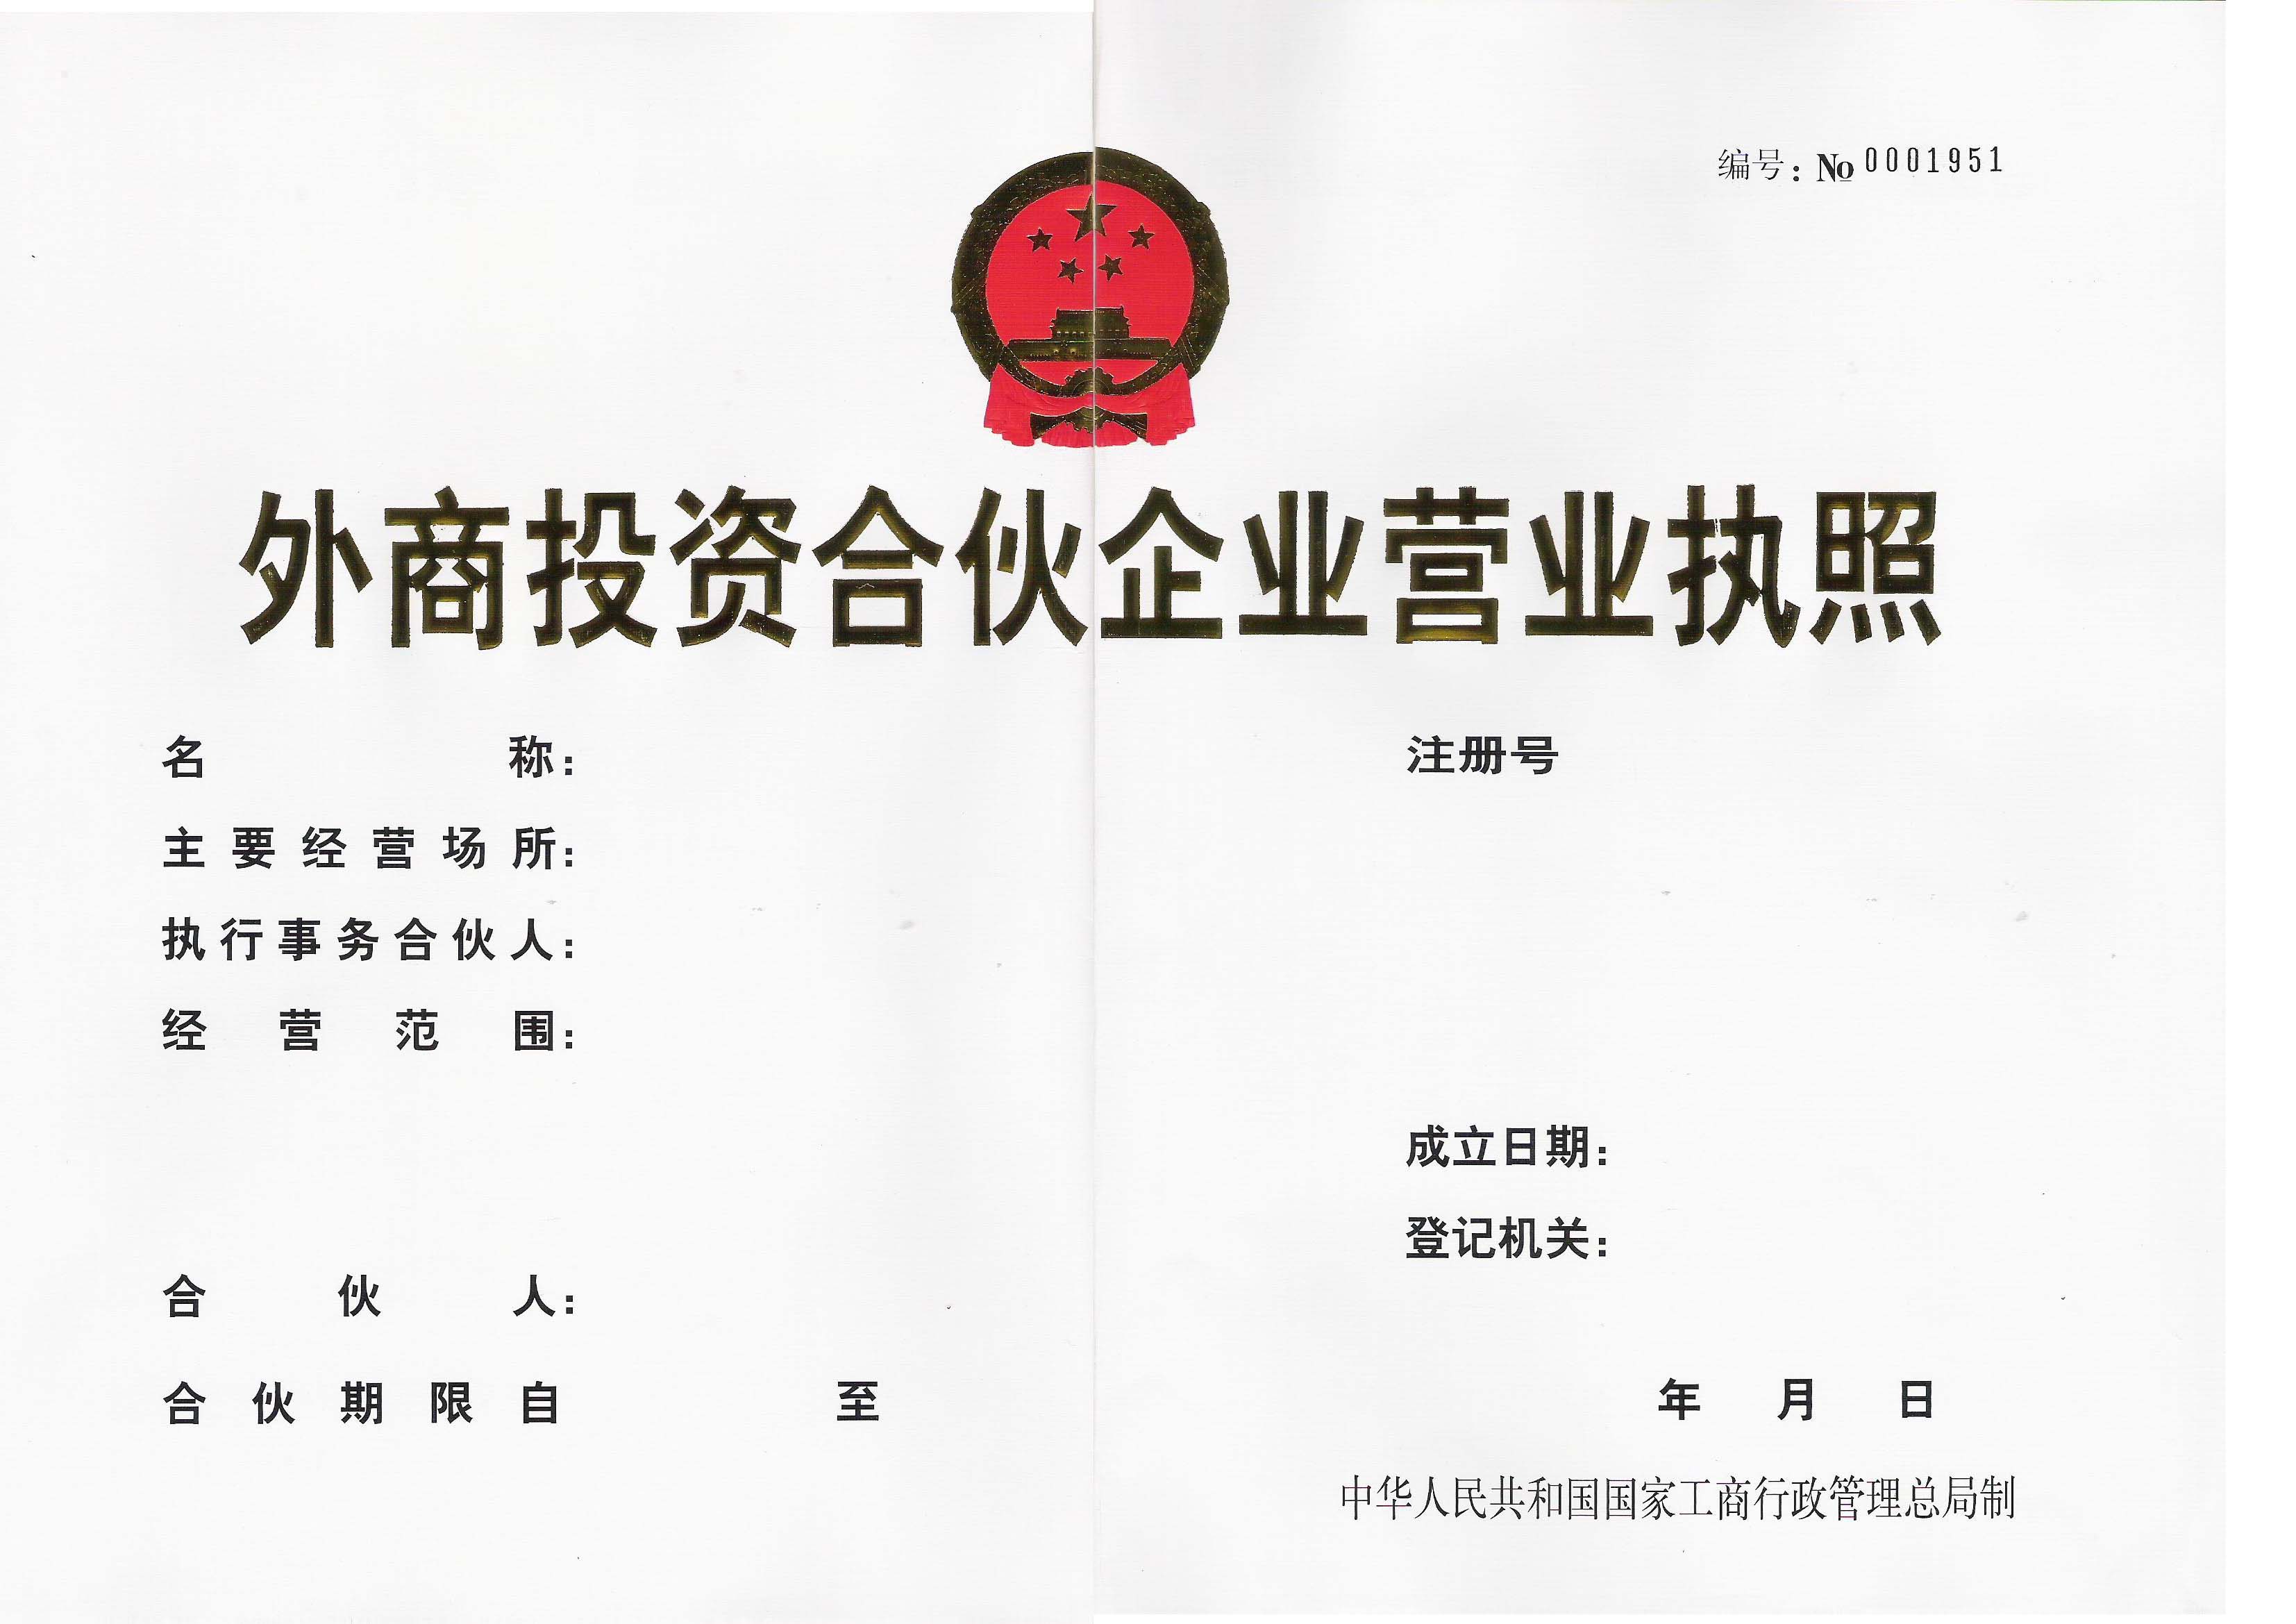 编号：№ 0001951
外商投资合伙企业营业执照
名称：
注册号
主要经营场所：
执行事务合伙人：
经营范围：
成立日期：
登记机关：
合伙人：
合伙期限自 至
年 月 日
中华人民共和国国家工商行政管理总局制